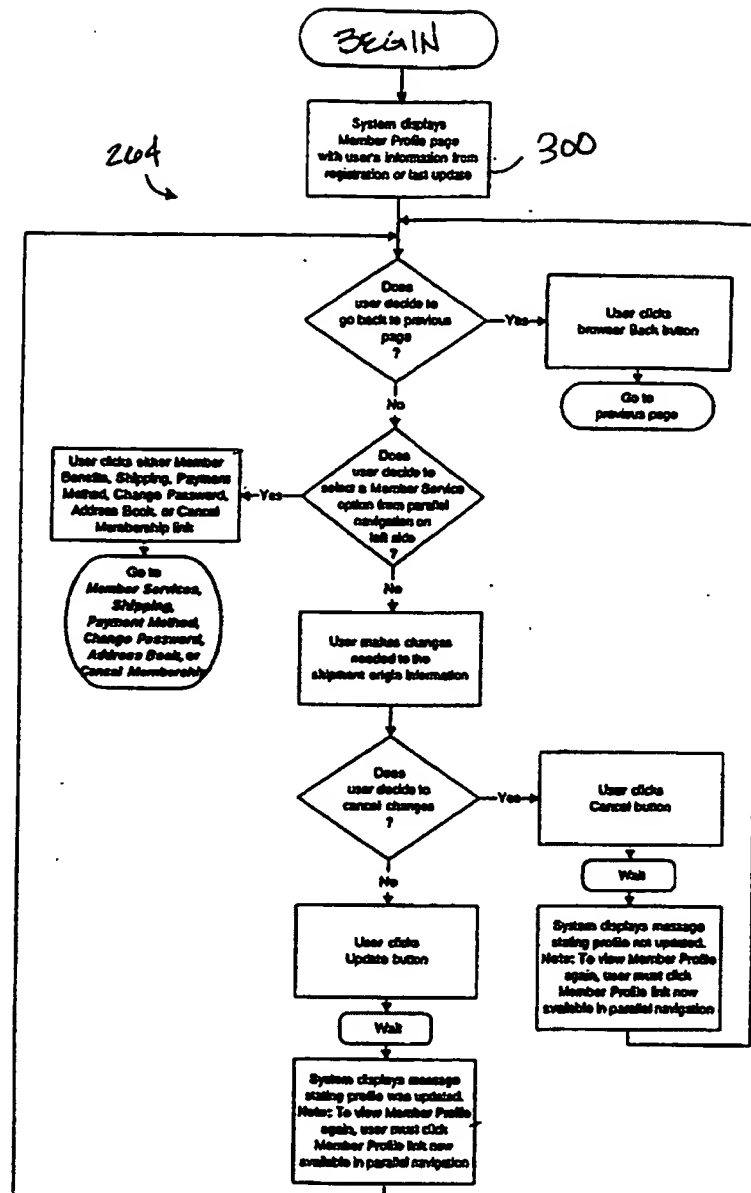 BEGIN
System displays
Member Profile page
with user's information from
registration or last update
300
264
Does
user decide to
go back to previous
page
?
Yes
User clicks
browser Back button
Go to
previous page
No
Does
user decide to
select a Member Service
option from parallel
navigation on
left side
?
Yes
User clicks either Member
Benefits, Shipping, Payment
Method, Change Password,
Address Book, or Cancel
Membership link
Go to
Member Services,
Shipping,
Payment Method,
Change Password,
Address Book, or
Cancel Membership
No
User makes changes
needed to the
shipment origin information
Does
user decide to
cancel changes
?
Yes
User clicks
Cancel button
Wait
System displays message
stating profile not updated.
Note: To view Member Profile
again, user must click
Member Profile link now
available in parallel navigation
No
User clicks
Update button
Wait
System displays message
stating profile was updated.
Note: To view Member Profile
again, user must click
Member Profile link now
available in parallel navigation